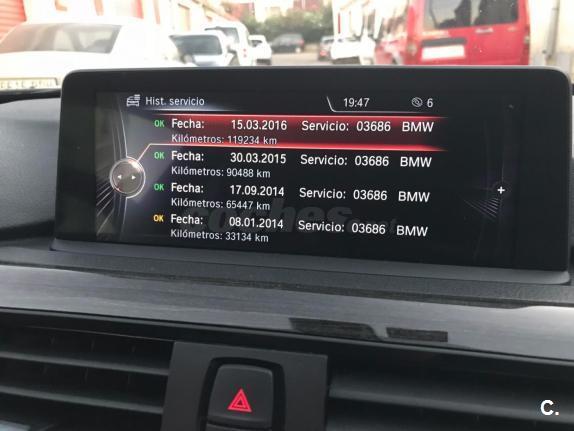 Hist. servicio 19:47 6
OK Fecha: 15.03.2016 Servicio: 03686 BMW
Kilómetros: 119234 km
OK Fecha: 30.03.2015 Servicio: 03686 BMW
Kilómetros: 90488 km
OK Fecha: 17.09.2014 Servicio: 03686 BMW
Kilómetros: 65447 km
OK Fecha: 08.01.2014 Servicio: 03686 BMW
Kilómetros: 33134 km
coches.net
C.